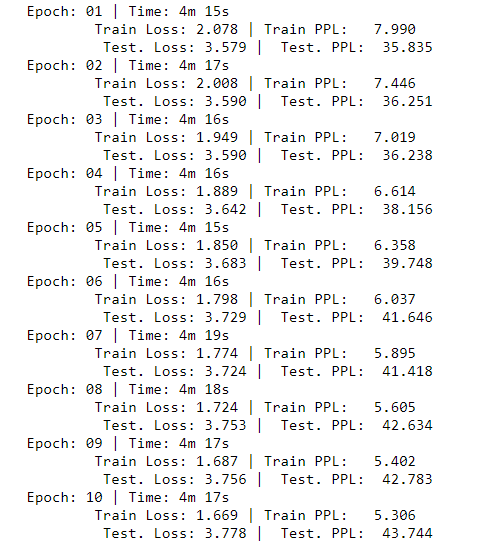 Epoch: 01 | Time: 4m 15s
Train Loss: 2.078 | Train PPL: 7.990
Test. Loss: 3.579 | Test. PPL: 35.835
Epoch: 02 | Time: 4m 17s
Train Loss: 2.008 | Train PPL: 7.446
Test. Loss: 3.590 | Test. PPL: 36.251
Epoch: 03 | Time: 4m 16s
Train Loss: 1.949 | Train PPL: 7.019
Test. Loss: 3.590 | Test. PPL: 36.238
Epoch: 04 | Time: 4m 16s
Train Loss: 1.889 | Train PPL: 6.614
Test. Loss: 3.642 | Test. PPL: 38.156
Epoch: 05 | Time: 4m 15s
Train Loss: 1.850 | Train PPL: 6.358
Test. Loss: 3.683 | Test. PPL: 39.748
Epoch: 06 | Time: 4m 16s
Train Loss: 1.798 | Train PPL: 6.037
Test. Loss: 3.729 | Test. PPL: 41.646
Epoch: 07 | Time: 4m 19s
Train Loss: 1.774 | Train PPL: 5.895
Test. Loss: 3.724 | Test. PPL: 41.418
Epoch: 08 | Time: 4m 18s
Train Loss: 1.724 | Train PPL: 5.605
Test. Loss: 3.753 | Test. PPL: 42.634
Epoch: 09 | Time: 4m 17s
Train Loss: 1.687 | Train PPL: 5.402
Test. Loss: 3.756 | Test. PPL: 42.783
Epoch: 10 | Time: 4m 17s
Train Loss: 1.669 | Train PPL: 5.306
Test. Loss: 3.778 | Test. PPL: 43.744